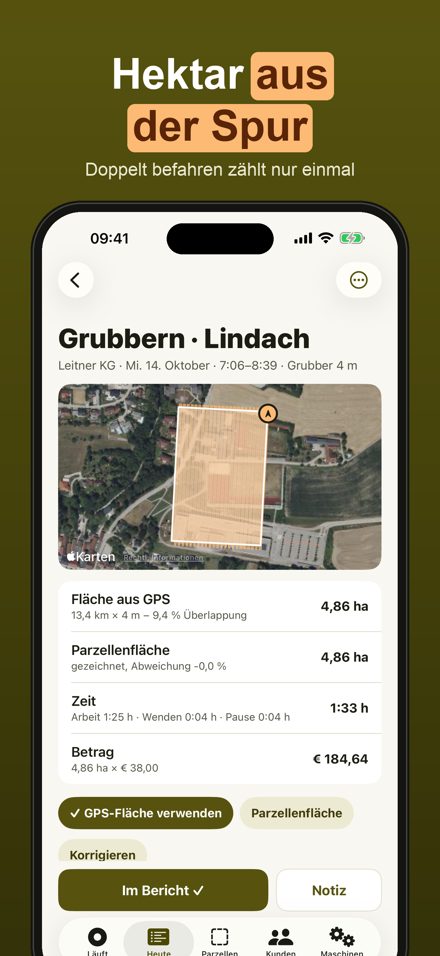 Hektar aus
der Spur
Doppelt befahren zählt nur einmal
09:41
Grubbern · Lindach
Leitner KG · Mi. 14. Oktober · 7:06–8:39 · Grubber 4 m
Karten Rechtl. Informationen
Fläche aus GPS
13,4 km × 4 m – 9,4 % Überlappung
4,86 ha
Parzellenfläche
gezeichnet, Abweichung -0,0 %
4,86 ha
Zeit
Arbeit 1:25 h · Wenden 0:04 h · Pause 0:04 h
1:33 h
Betrag
4,86 ha × € 38,00
€ 184,64
✓ GPS-Fläche verwenden
Parzellenfläche
Korrigieren
Im Bericht ✓
Notiz
Läuft
Heute
Parzellen
Kunden
Maschinen